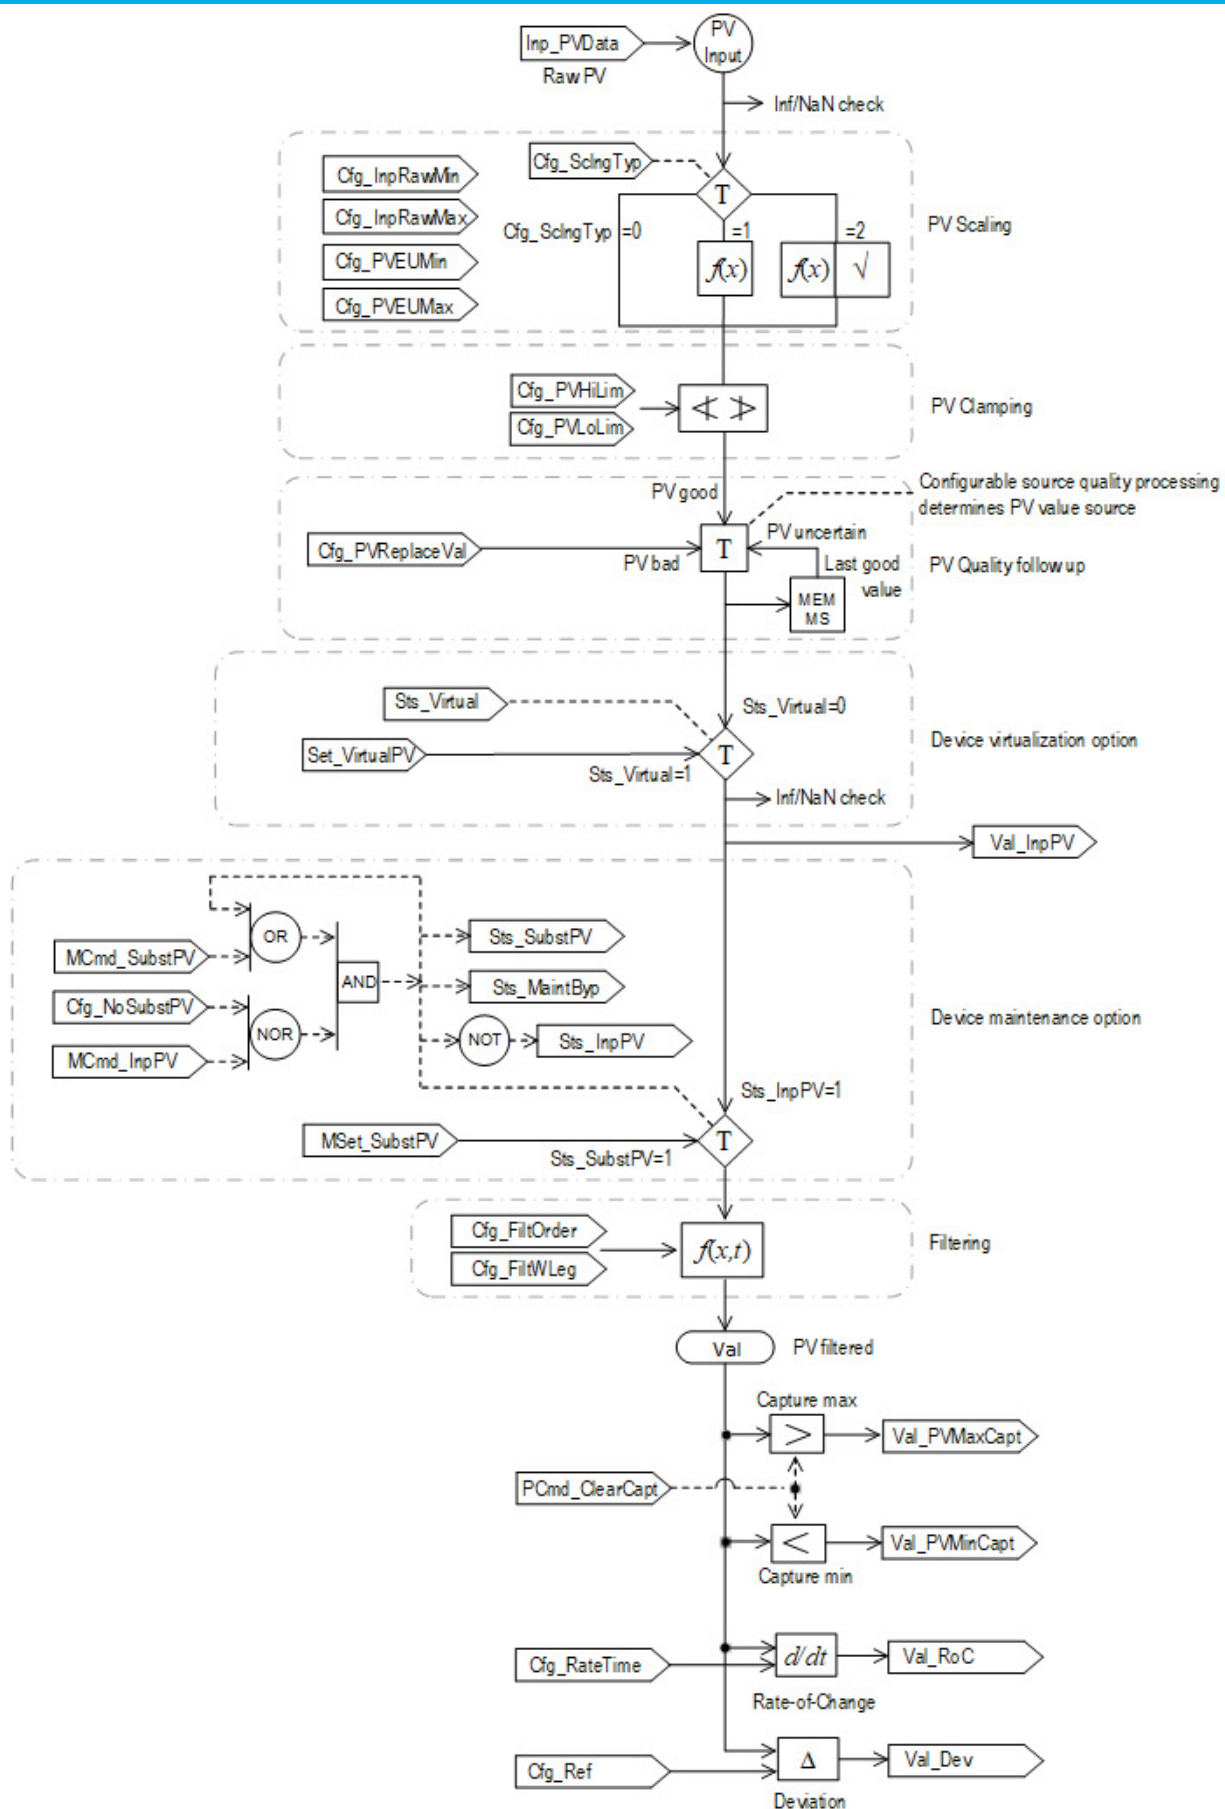 PV
Input
Inp_PVData
Raw PV
Inf/NaN check
Cfg_SclngTyp
Cfg_InpRawMin
T
Cfg_InpRawMax
Cfg_SclngTyp =0
=1
=2
PV Scaling
Cfg_PVEUMin
f(x)
f(x)
√
Cfg_PVEUMax
Cfg_PVHiLim
PV Clamping
Cfg_PVLoLim
Configurable source quality processing
determines PV value source
PV good
PV uncertain
Cfg_PVReplaceVal
T
PV bad
Last good
value
PV Quality follow up
MEM
MS
Sts_Virtual
Sts_Virtual=0
Device virtualization option
Set_VirtualPV
T
Sts_Virtual=1
Inf/NaN check
Val_InpPV
OR
Sts_SubstPV
MCmd_SubstPV
AND
Sts_MaintByp
Cfg_NoSubstPV
Device maintenance option
NOR
NOT
Sts_InpPV
MCmd_InpPV
Sts_InpPV=1
MSet_SubstPV
T
Sts_SubstPV=1
Cfg_FiltOrder
f(x,t)
Filtering
Cfg_FiltWLeg
Val
PV filtered
Capture max
>
Val_PVMaxCapt
PCmd_ClearCapt
<
Val_PVMinCapt
Capture min
Cfg_RateTime
d/dt
Val_RoC
Rate-of-Change
Cfg_Ref
Δ
Val_Dev
Deviation